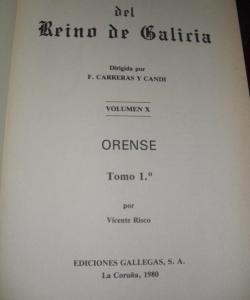 del
Reino de Galicia
Dirigida por
F. CARRERAS Y CANDI
VOLUMEN X
ORENSE
Tomo 1.º
por
Vicente Risco
EDICIONES GALLEGAS, S. A.
La Coruña, 1980